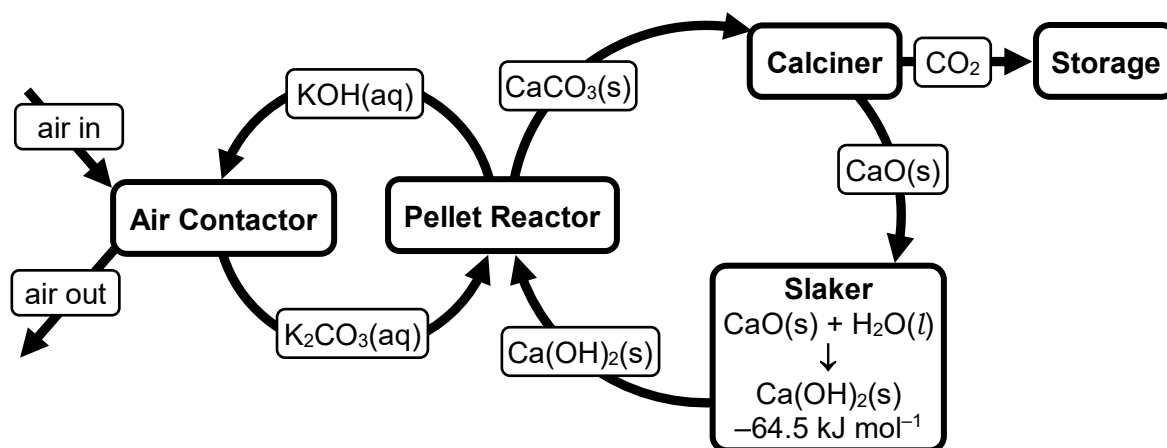 air in
air out
Air Contactor
KOH(aq)
K₂CO₃(aq)
Pellet Reactor
CaCO₃(s)
Ca(OH)₂(s)
Calciner
CO₂
Storage
CaO(s)
Slaker
CaO(s) + H₂O(l)
↓
Ca(OH)₂(s)
–64.5 kJ mol⁻¹